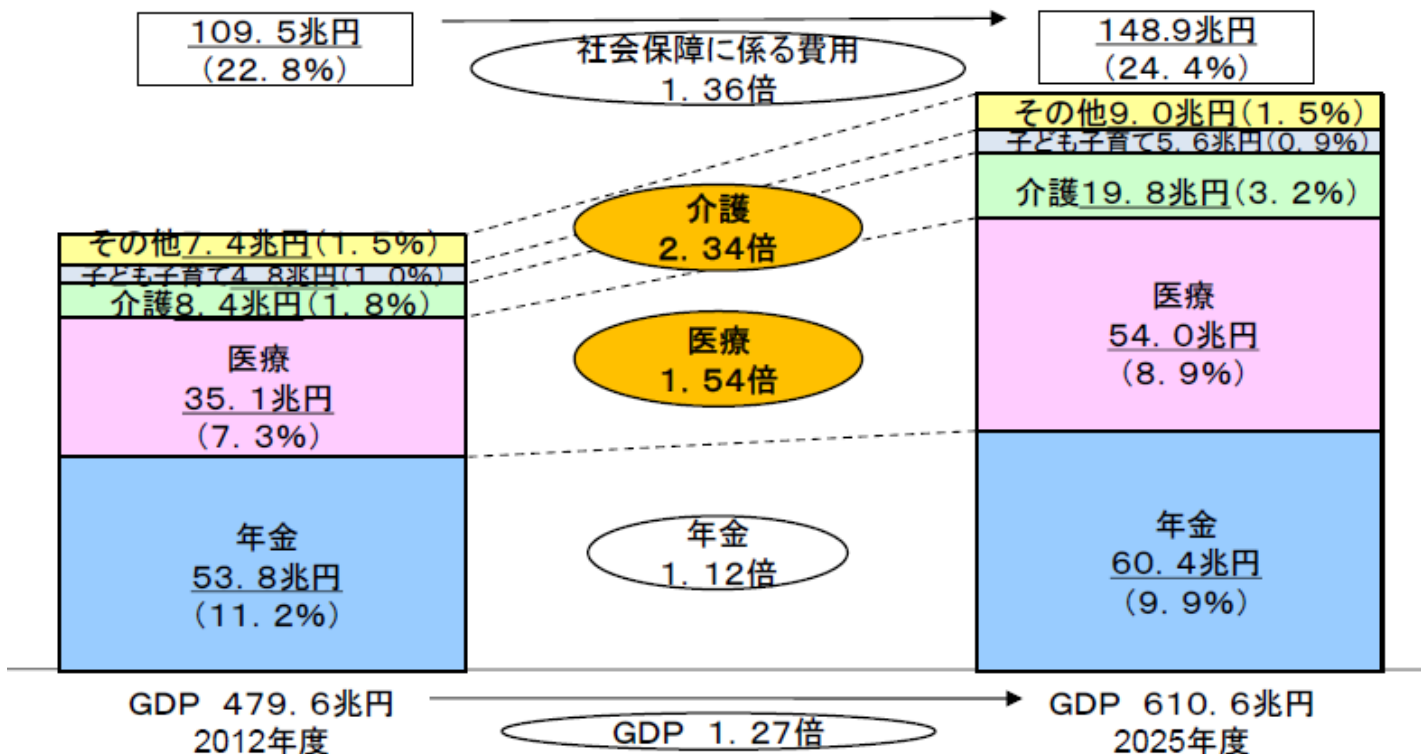 109．5兆円
（22．8％）
社会保障に係る費用
1．36倍
148.9兆円
（24．4％）
その他9．0兆円（1．5％）
子ども子育て5．6兆円（0．9％）
介護19．8兆円（3．2％）
医療
54．0兆円
（8．9％）
年金
60．4兆円
（9．9％）
介護
2．34倍
医療
1．54倍
年金
1．12倍
その他7．4兆円（1．5％）
子ども子育て4．8兆円（1．0％）
介護8．4兆円（1．8％）
医療
35．1兆円
（7．3％）
年金
53．8兆円
（11．2％）
GDP 479．6兆円
2012年度
GDP 1．27倍
GDP 610．6兆円
2025年度